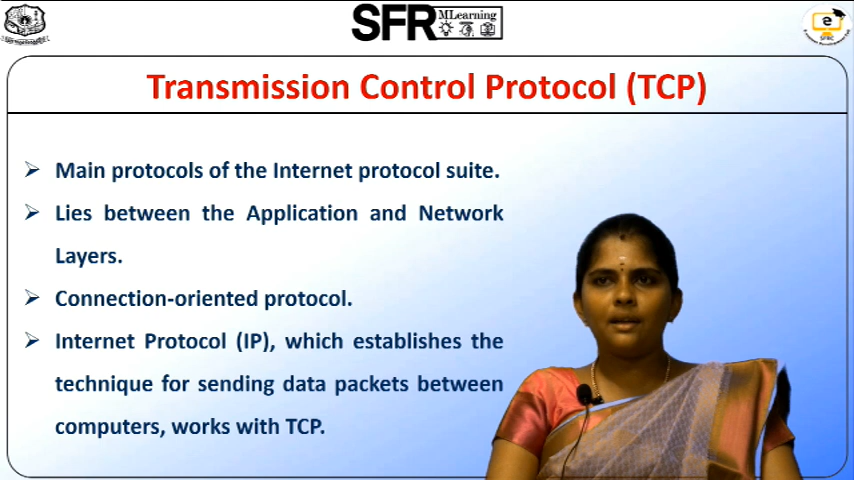 SFR MLearning
e
SFRC
Transmission Control Protocol (TCP)
Main protocols of the Internet protocol suite.
Lies between the Application and Network
Layers.
Connection-oriented protocol.
Internet Protocol (IP), which establishes the
technique for sending data packets between
computers, works with TCP.